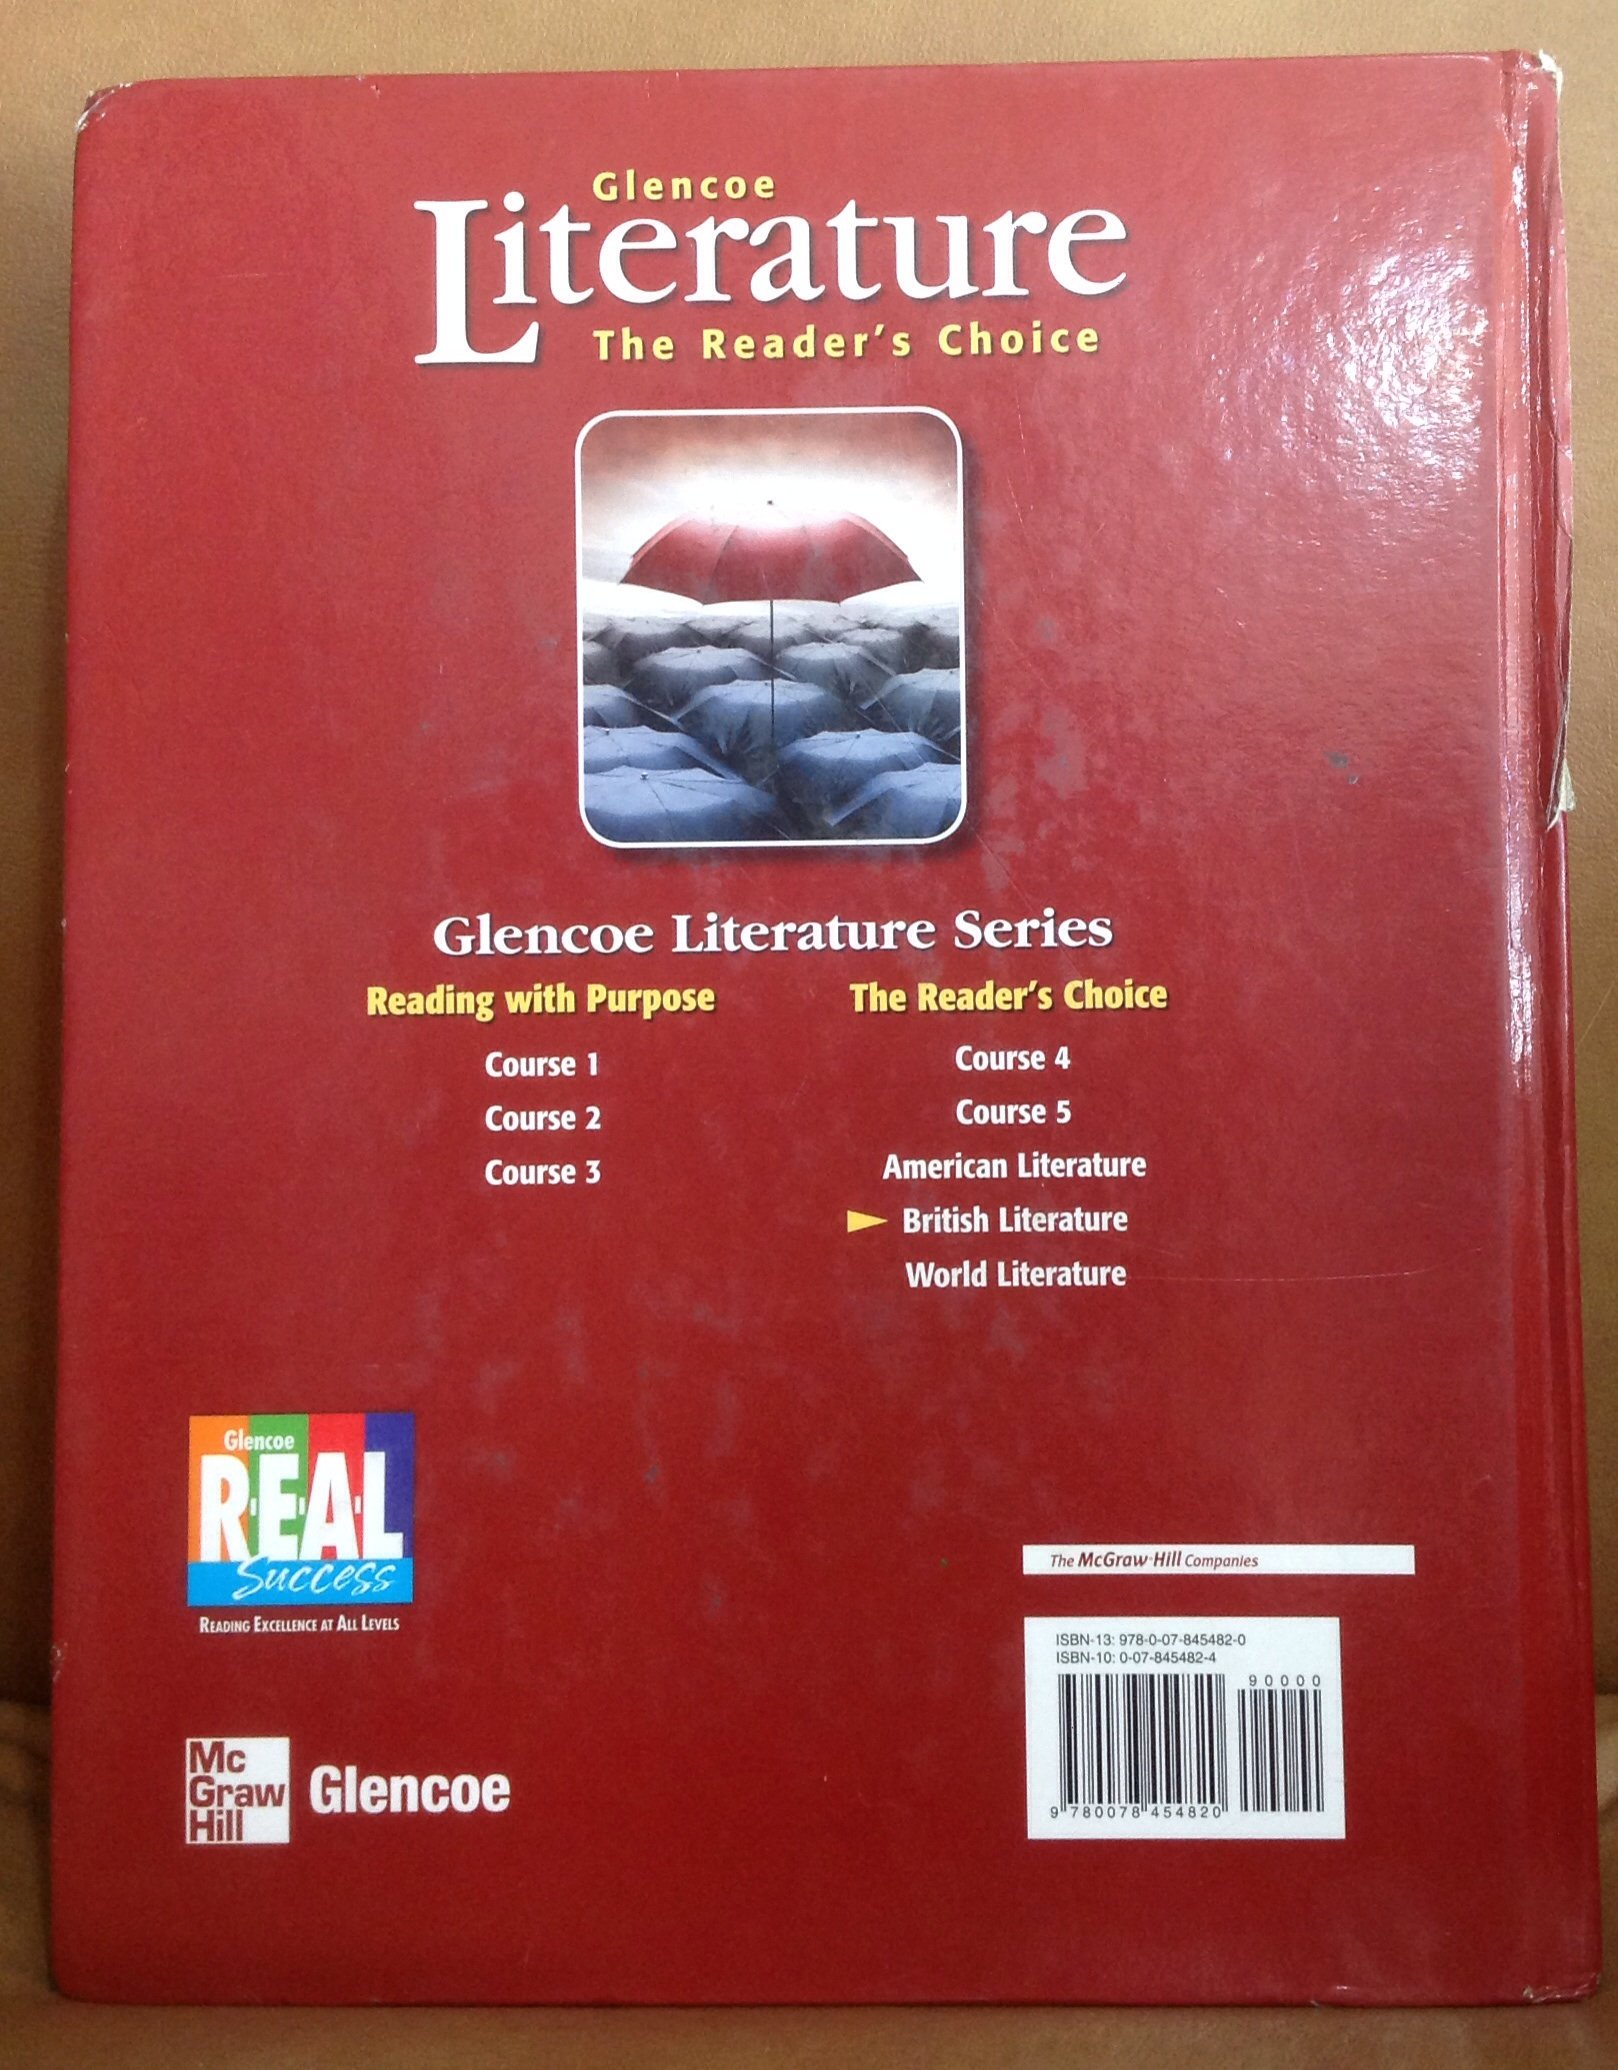 Glencoe
Literature
The Reader's Choice
Glencoe Literature Series
Reading with Purpose
Course 1
Course 2
Course 3
The Reader's Choice
Course 4
Course 5
American Literature
British Literature
World Literature
Glencoe
R·E·A·L
Success
READING EXCELLENCE AT ALL LEVELS
Mc
Graw
Hill
Glencoe
The McGraw·Hill Companies
ISBN-13: 978-0-07-845482-0
ISBN-10: 0-07-845482-4
90000
9 780078 454820